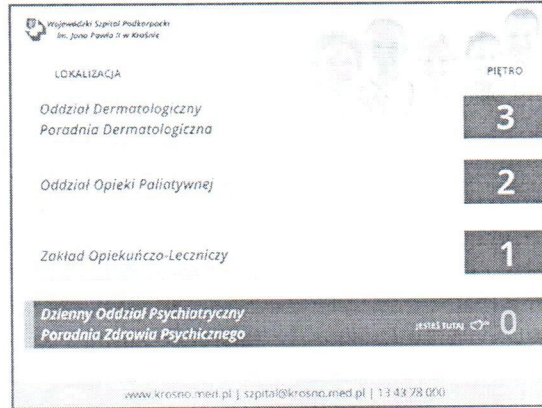 Wojewódzki Szpital Podkarpacki
im. Jana Pawła II w Krośnie
LOKALIZACJA
PIĘTRO
Oddział Dermatologiczny
Poradnia Dermatologiczna
3
Oddział Opieki Paliatywnej
2
Zakład Opiekuńczo-Leczniczy
1
Dzienny Oddział Psychiatryczny
Poradnia Zdrowia Psychicznego
JESTEŚ TUTAJ 0
www.krosno.med.pl | szpital@krosno.med.pl | 13 43 78 000